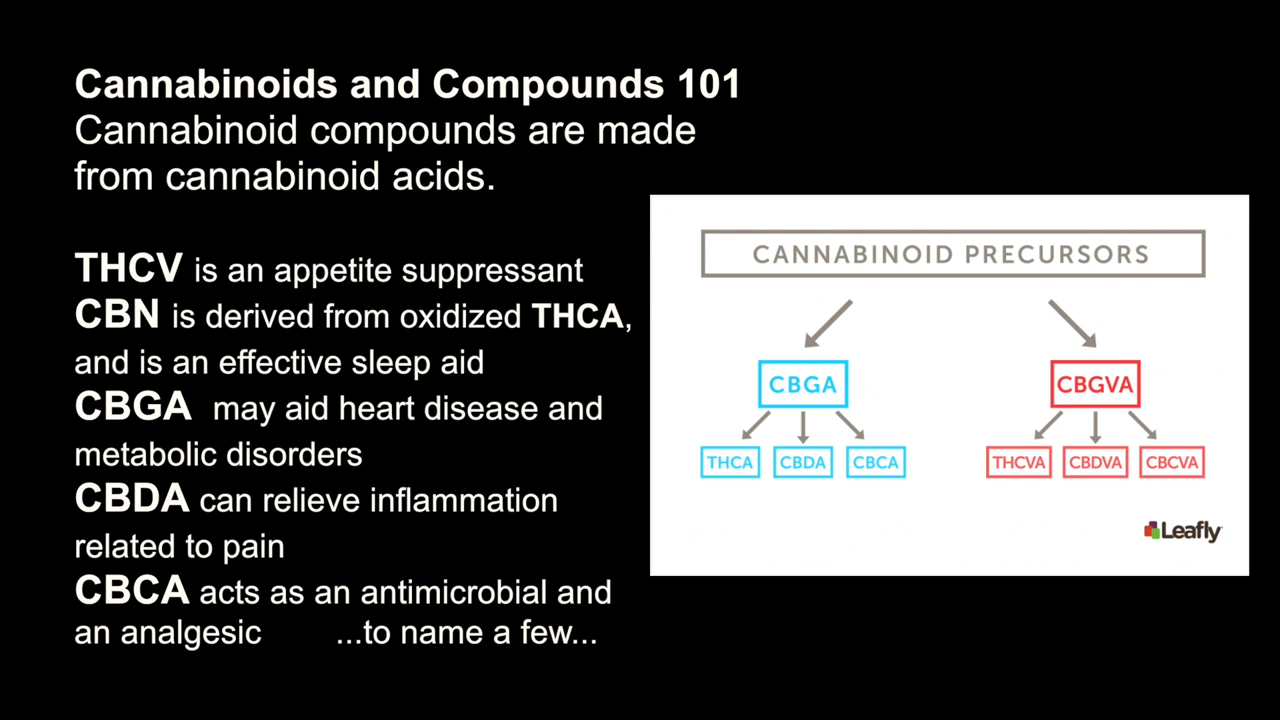 Cannabinoids and Compounds 101
Cannabinoid compounds are made
from cannabinoid acids.
THCV is an appetite suppressant
CBN is derived from oxidized THCA,
and is an effective sleep aid
CBGA may aid heart disease and
metabolic disorders
CBDA can relieve inflammation
related to pain
CBCA acts as an antimicrobial and
an analgesic ...to name a few...
CANNABINOID PRECURSORS
CBGA CBGVA
THCA CBDA CBCA THCVA CBDVA CBCVA
Leafly